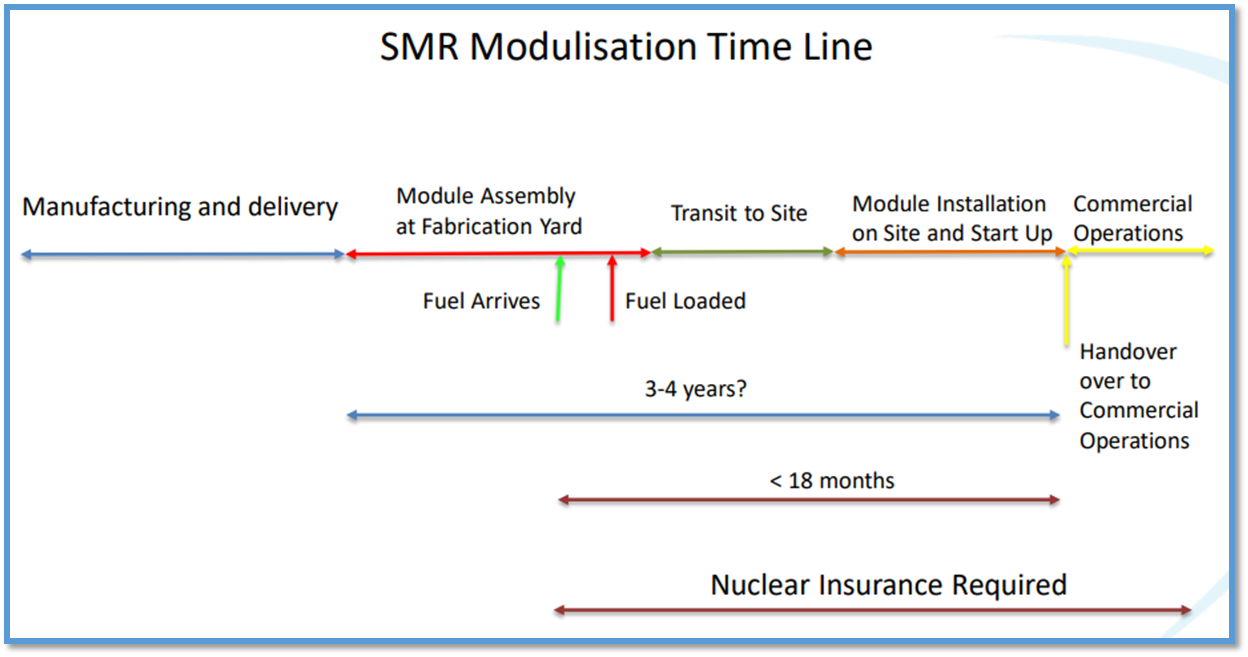 SMR Modulisation Time Line
Manufacturing and delivery
Module Assembly
at Fabrication Yard
Transit to Site
Module Installation
on Site and Start Up
Commercial
Operations
Fuel Arrives
Fuel Loaded
Handover
over to
Commercial
Operations
3-4 years?
< 18 months
Nuclear Insurance Required